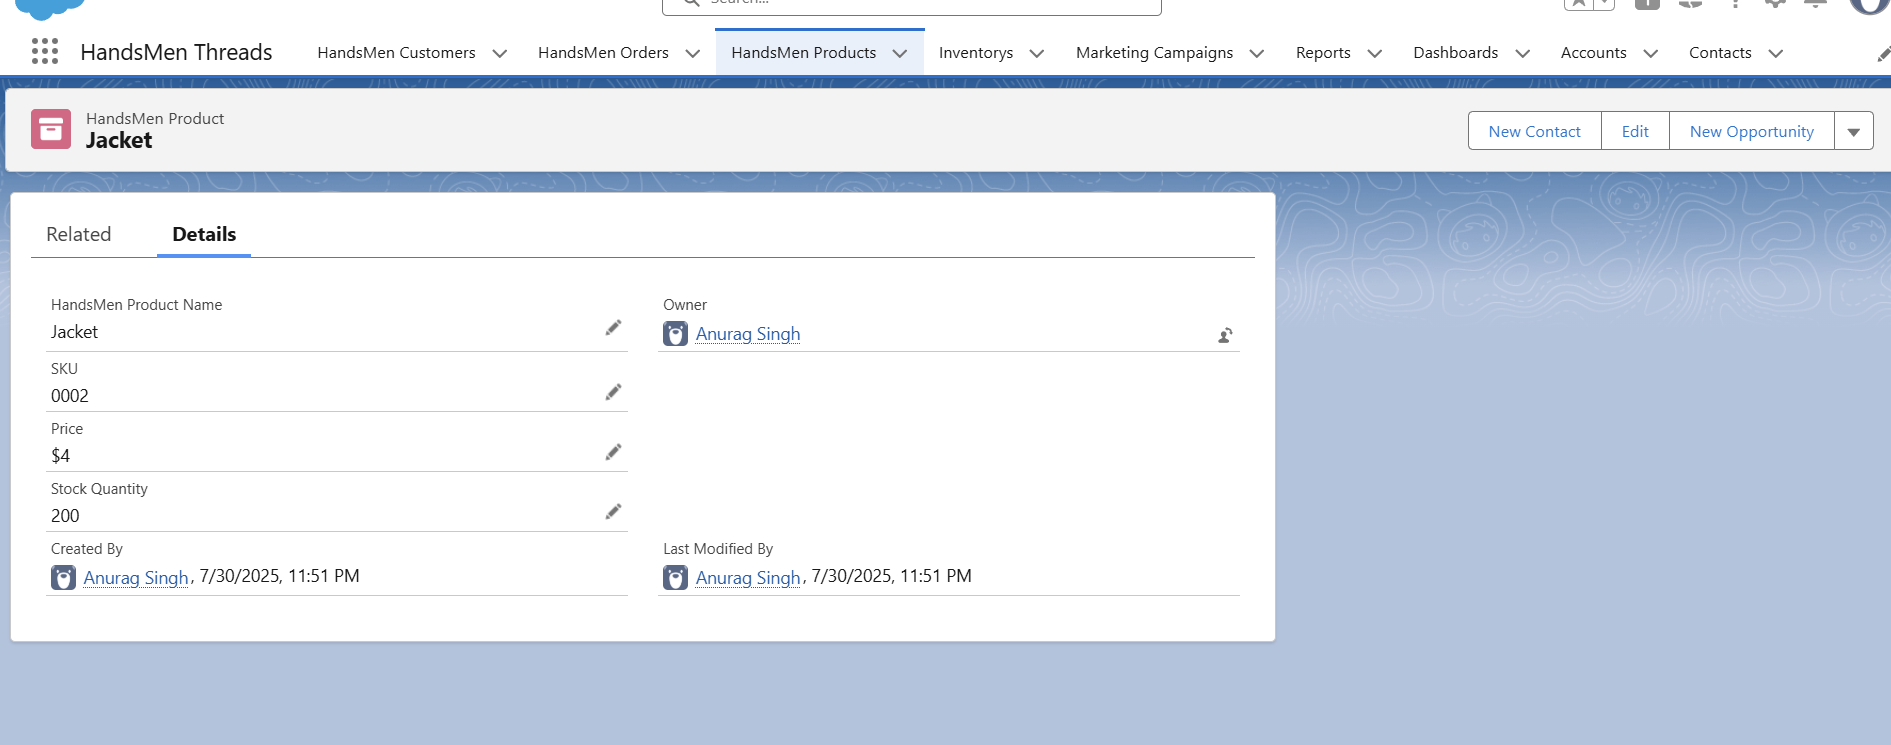 Search...
HandsMen Threads HandsMen Customers HandsMen Orders HandsMen Products Inventorys Marketing Campaigns Reports Dashboards Accounts Contacts
HandsMen Product
Jacket
New Contact Edit New Opportunity
Related Details
HandsMen Product Name
Jacket
Owner
Anurag Singh
SKU
0002
Price
$4
Stock Quantity
200
Created By
Anurag Singh, 7/30/2025, 11:51 PM
Last Modified By
Anurag Singh, 7/30/2025, 11:51 PM